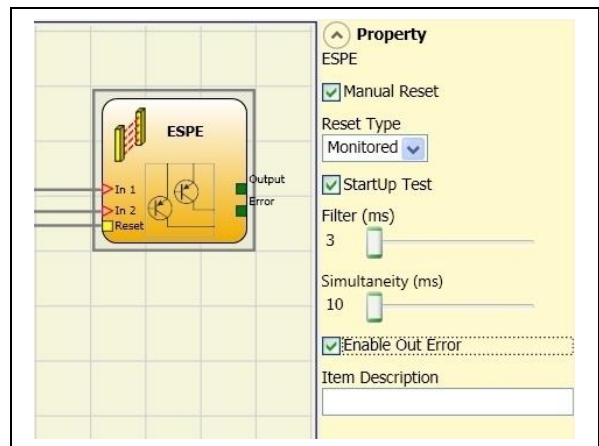 ESPE
In 1
In 2
Reset
Output
Error
Property
ESPE
Manual Reset
Reset Type
Monitored
StartUp Test
Filter (ms)
3
Simultaneity (ms)
10
Enable Out Error
Item Description